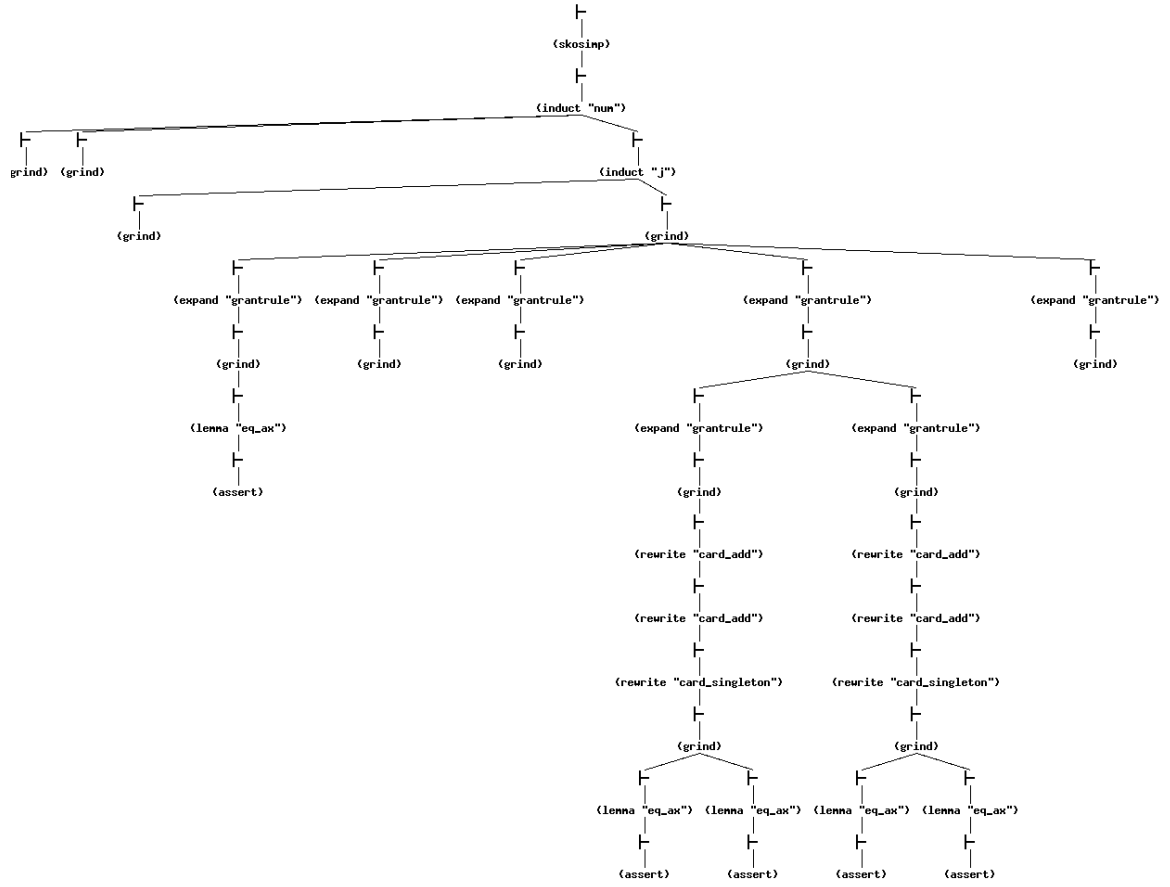 (skosimp)
(induct "num")
grind) (grind) (induct "j")
(grind) (grind)
(expand "grantrule") (expand "grantrule") (expand "grantrule") (expand "grantrule") (expand "grantrule")
(grind) (grind) (grind) (grind) (grind)
(lemma "eq_ax") (expand "grantrule") (expand "grantrule")
(assert) (grind) (grind)
(rewrite "card_add") (rewrite "card_add")
(rewrite "card_add") (rewrite "card_add")
(rewrite "card_singleton") (rewrite "card_singleton")
(grind) (grind)
(lemma "eq_ax") (lemma "eq_ax") (lemma "eq_ax") (lemma "eq_ax")
(assert) (assert) (assert) (assert)